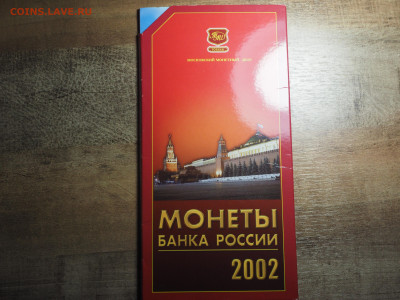 COINS.LAVE.RU
МОСКОВСКИЙ МОНЕТНЫЙ ДВОР
МОНЕТЫ
БАНКА РОССИИ
2002